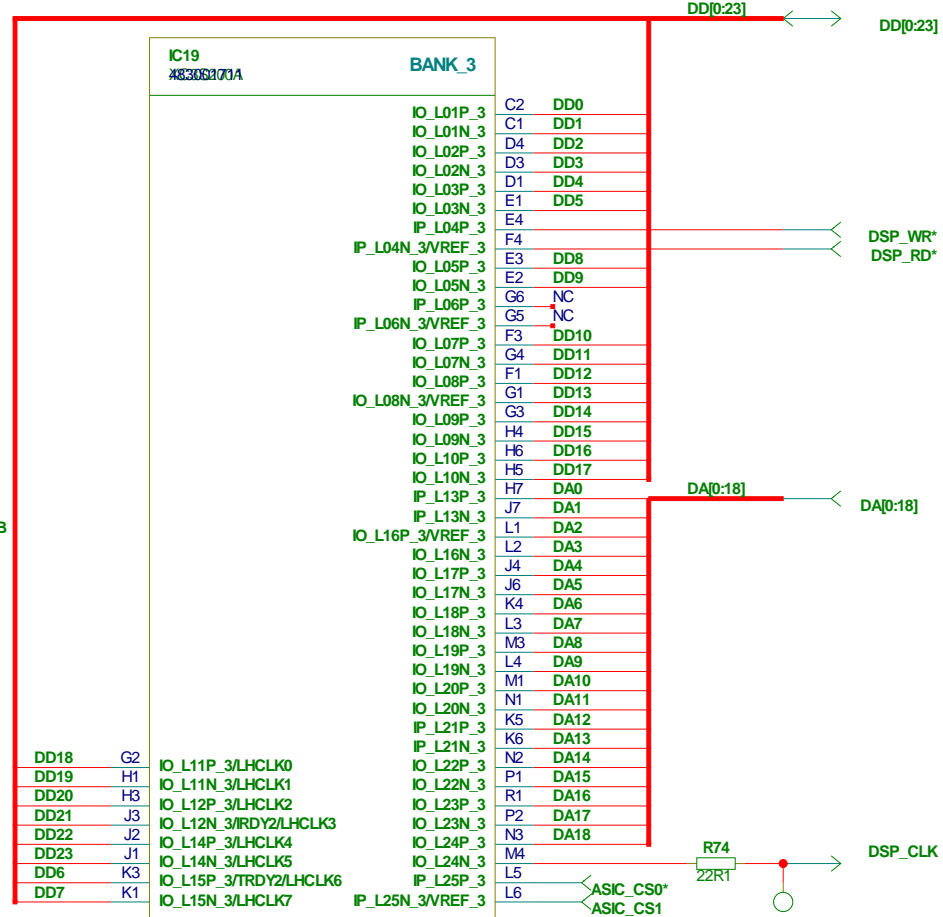 DD[0:23]
DD[0:23]
IC19
BANK_3
IO_L01P_3 C2 DD0
IO_L01N_3 C1 DD1
IO_L02P_3 D4 DD2
IO_L02N_3 D3 DD3
IO_L03P_3 D1 DD4
IO_L03N_3 E1 DD5
IP_L04P_3 E4 DSP_WR*
IP_L04N_3/VREF_3 F4 DSP_RD*
IO_L05P_3 E3 DD8
IO_L05N_3 E2 DD9
IP_L06P_3 G6 NC
IP_L06N_3/VREF_3 G5 NC
IO_L07P_3 F3 DD10
IO_L07N_3 G4 DD11
IO_L08P_3 F1 DD12
IO_L08N_3/VREF_3 G1 DD13
IO_L09P_3 G3 DD14
IO_L09N_3 H4 DD15
IO_L10P_3 H6 DD16
IO_L10N_3 H5 DD17
IP_L13P_3 H7 DA0 DA[0:18]
IP_L13N_3 J7 DA1 DA[0:18]
B
IO_L16P_3/VREF_3 L1 DA2
IO_L16N_3 L2 DA3
IO_L17P_3 J4 DA4
IO_L17N_3 J6 DA5
IO_L18P_3 K4 DA6
IO_L18N_3 L3 DA7
IO_L19P_3 M3 DA8
IO_L19N_3 L4 DA9
IO_L20P_3 M1 DA10
IO_L20N_3 N1 DA11
IP_L21P_3 K5 DA12
IP_L21N_3 K6 DA13
DD18 G2 IO_L11P_3/LHCLK0 IO_L22P_3 N2 DA14
DD19 H1 IO_L11N_3/LHCLK1 IO_L22N_3 P1 DA15
DD20 H3 IO_L12P_3/LHCLK2 IO_L23P_3 R1 DA16
DD21 J3 IO_L12N_3/IRDY2/LHCLK3 IO_L23N_3 P2 DA17
DD22 J2 IO_L14P_3/LHCLK4 IO_L24P_3 N3 DA18
DD23 J1 IO_L14N_3/LHCLK5 IO_L24N_3 M4 R74 22R1 DSP_CLK
DD6 K3 IO_L15P_3/TRDY2/LHCLK6 IP_L25P_3 L5 ASIC_CS0*
DD7 K1 IO_L15N_3/LHCLK7 IP_L25N_3/VREF_3 L6 ASIC_CS1